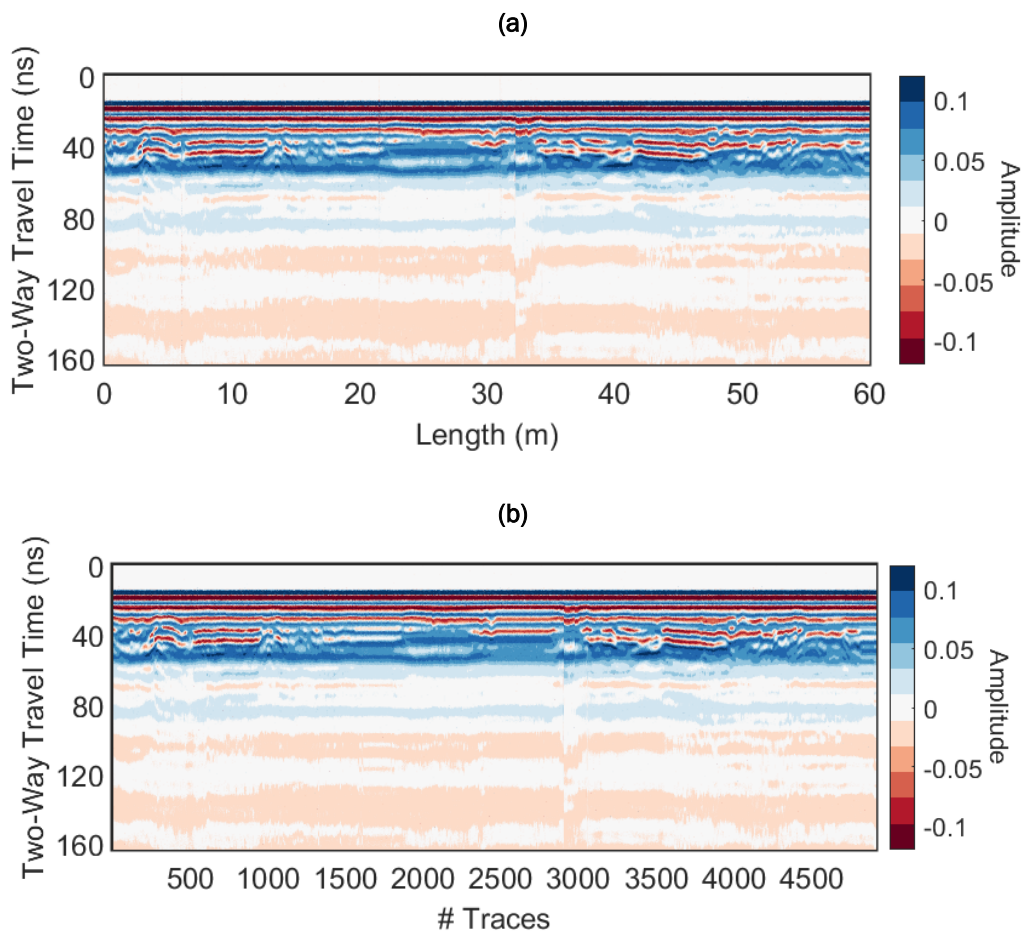 (a)
Two-Way Travel Time (ns)
0
40
80
120
160
0 10 20 30 40 50 60
Length (m)
0.1
0.05
0
-0.05
-0.1
Amplitude
(b)
Two-Way Travel Time (ns)
0
40
80
120
160
500 1000 1500 2000 2500 3000 3500 4000 4500
# Traces
0.1
0.05
0
-0.05
-0.1
Amplitude